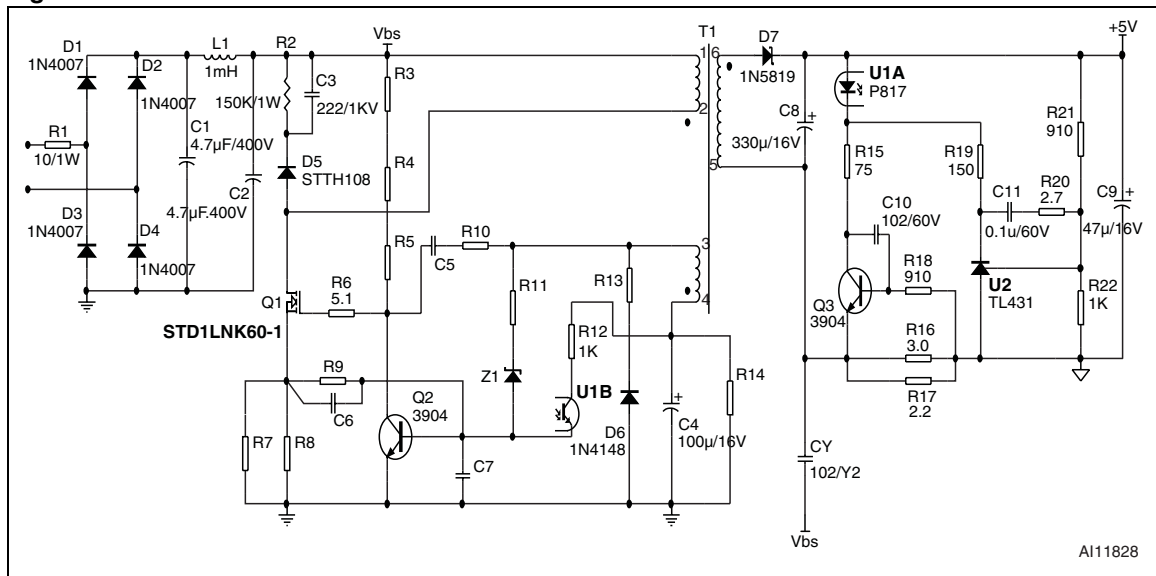 Vbs
T1
+5V
D1
1N4007
D2
1N4007
L1
1mH
R2
150K/1W
C3
222/1KV
R3
1
6
D7
1N5819
U1A
P817
R21
910
R1
10/1W
C1
4.7µF/400V
C2
4.7µF.400V
D5
STTH108
R4
2
5
C8
+
330µ/16V
R15
75
R19
150
C11
0.1u/60V
R20
2.7
C9
+
47µ/16V
D3
1N4007
D4
1N4007
R5
C5
R10
3
4
R11
R13
C10
102/60V
R18
910
Q3
3904
U2
TL431
R22
1K
Q1
R6
5.1
STD1LNK60-1
R12
1K
R16
3.0
R17
2.2
R9
C6
Z1
U1B
R14
Q2
3904
R7
R8
C7
D6
1N4148
C4
+
100µ/16V
CY
102/Y2
Vbs
AI11828